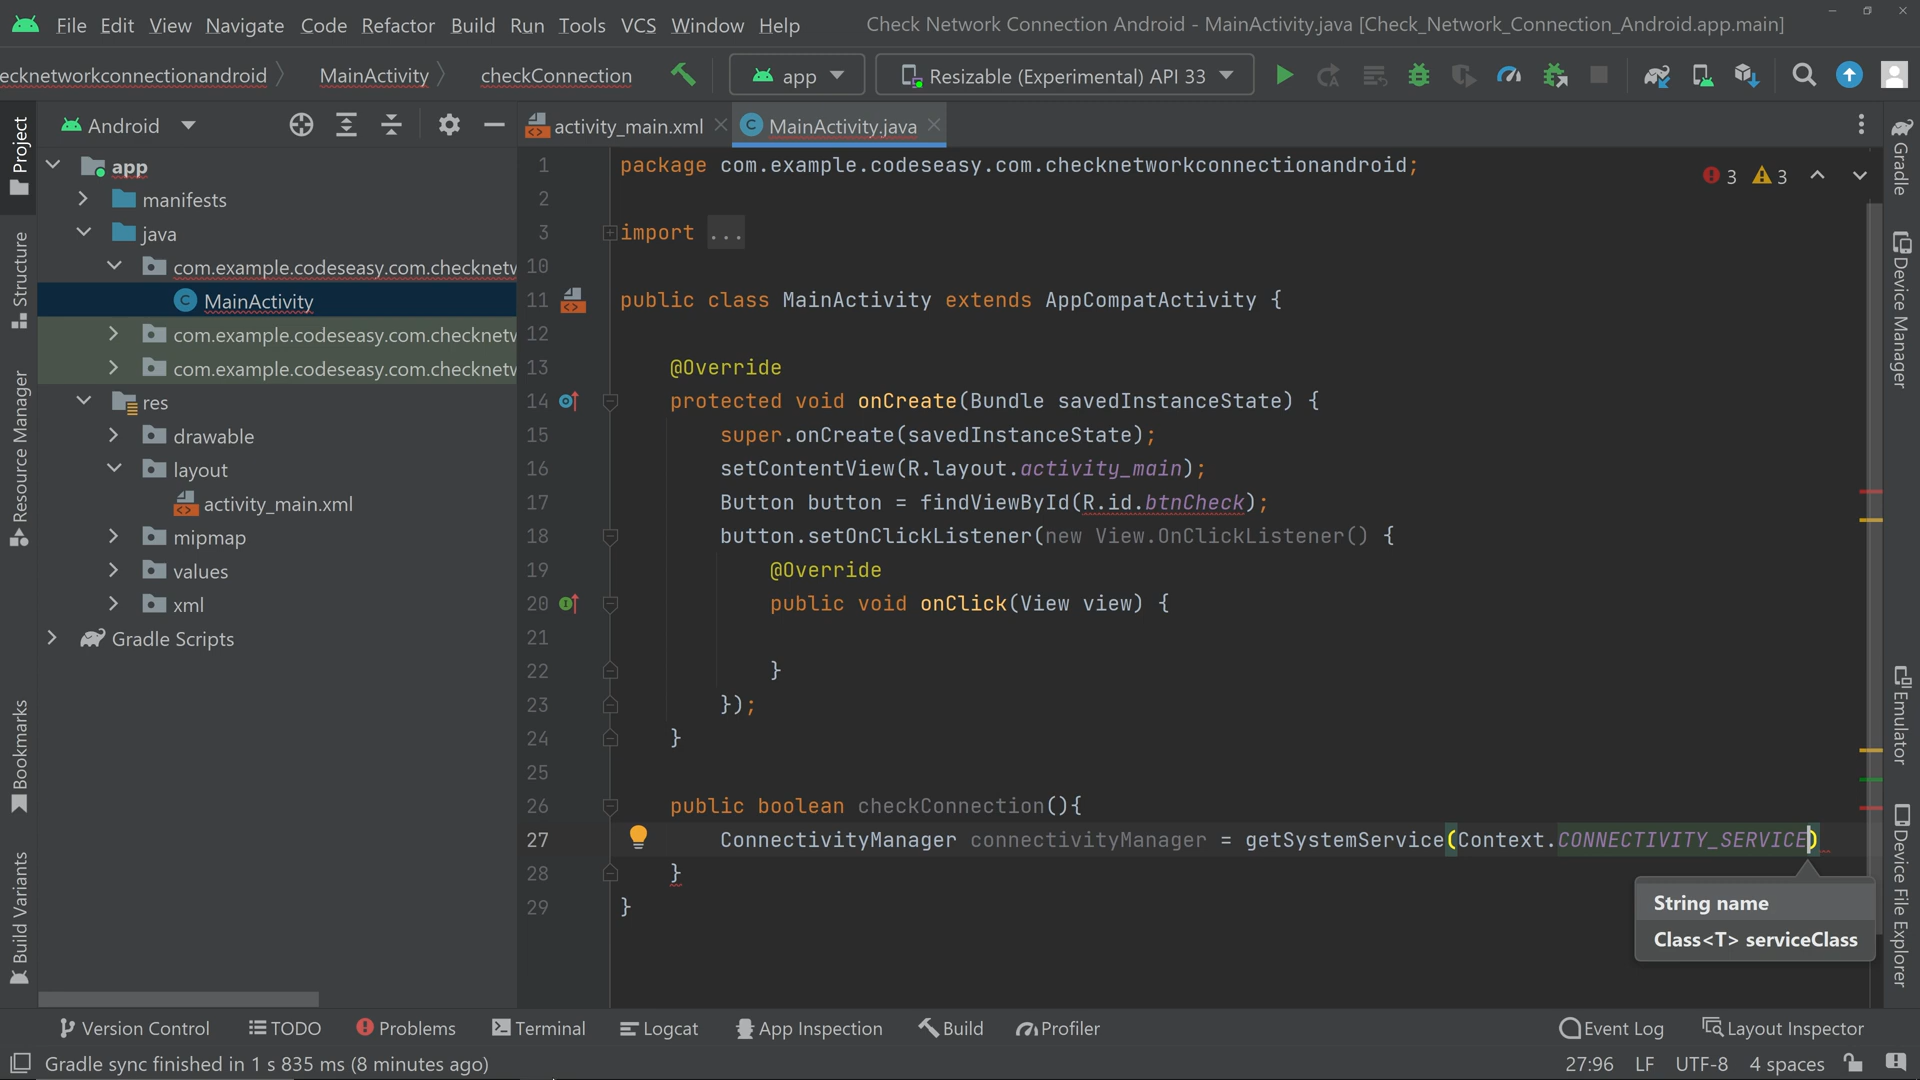 File Edit View Navigate Code Refactor Build Run Tools VCS Window Help Check Network Connection Android - MainActivity.java [Check_Network_Connection_Android.app.main]
ecknetworkconnectionandroid MainActivity checkConnection app Resizable (Experimental) API 33
Project
Structure
Resource Manager
Bookmarks
Build Variants
Android
app
manifests
java
com.example.codeseasy.com.checknetw
MainActivity
com.example.codeseasy.com.checknetw
com.example.codeseasy.com.checknetw
res
drawable
layout
activity_main.xml
mipmap
values
xml
Gradle Scripts
activity_main.xml MainActivity.java
3 3
1 package com.example.codeseasy.com.checknetworkconnectionandroid;
2
3 import ...
10
11 public class MainActivity extends AppCompatActivity {
12
13 @Override
14 protected void onCreate(Bundle savedInstanceState) {
15 super.onCreate(savedInstanceState);
16 setContentView(R.layout.activity_main);
17 Button button = findViewById(R.id.btnCheck);
18 button.setOnClickListener(new View.OnClickListener() {
19 @Override
20 public void onClick(View view) {
21
22 }
23 });
24 }
25
26 public boolean checkConnection(){
27 ConnectivityManager connectivityManager = getSystemService(Context.CONNECTIVITY_SERVICE)
28 }
29 }
String name
Class<T> serviceClass
Gradle
Device Manager
Emulator
Device File Explorer
Version Control TODO Problems Terminal Logcat App Inspection Build Profiler Event Log Layout Inspector
Gradle sync finished in 1 s 835 ms (8 minutes ago) 27:96 LF UTF-8 4 spaces